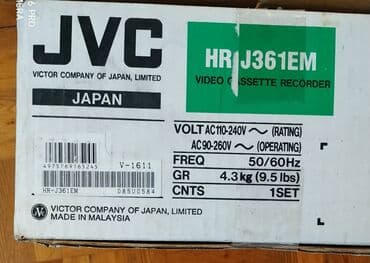 JVC
HR-J361EM
VIDEO CASSETTE RECORDER
VICTOR COMPANY OF JAPAN, LIMITED
JAPAN
VOLT AC110-240V ～ (RATING)
AC90-260V ～ (OPERATING)
FREQ 50/60Hz
GR 4.3kg (9.5 lbs)
CNTS 1SET
4975769165245 V-1611
HR-J361EM 085U0584
VICTOR COMPANY OF JAPAN, LIMITED
MADE IN MALAYSIA